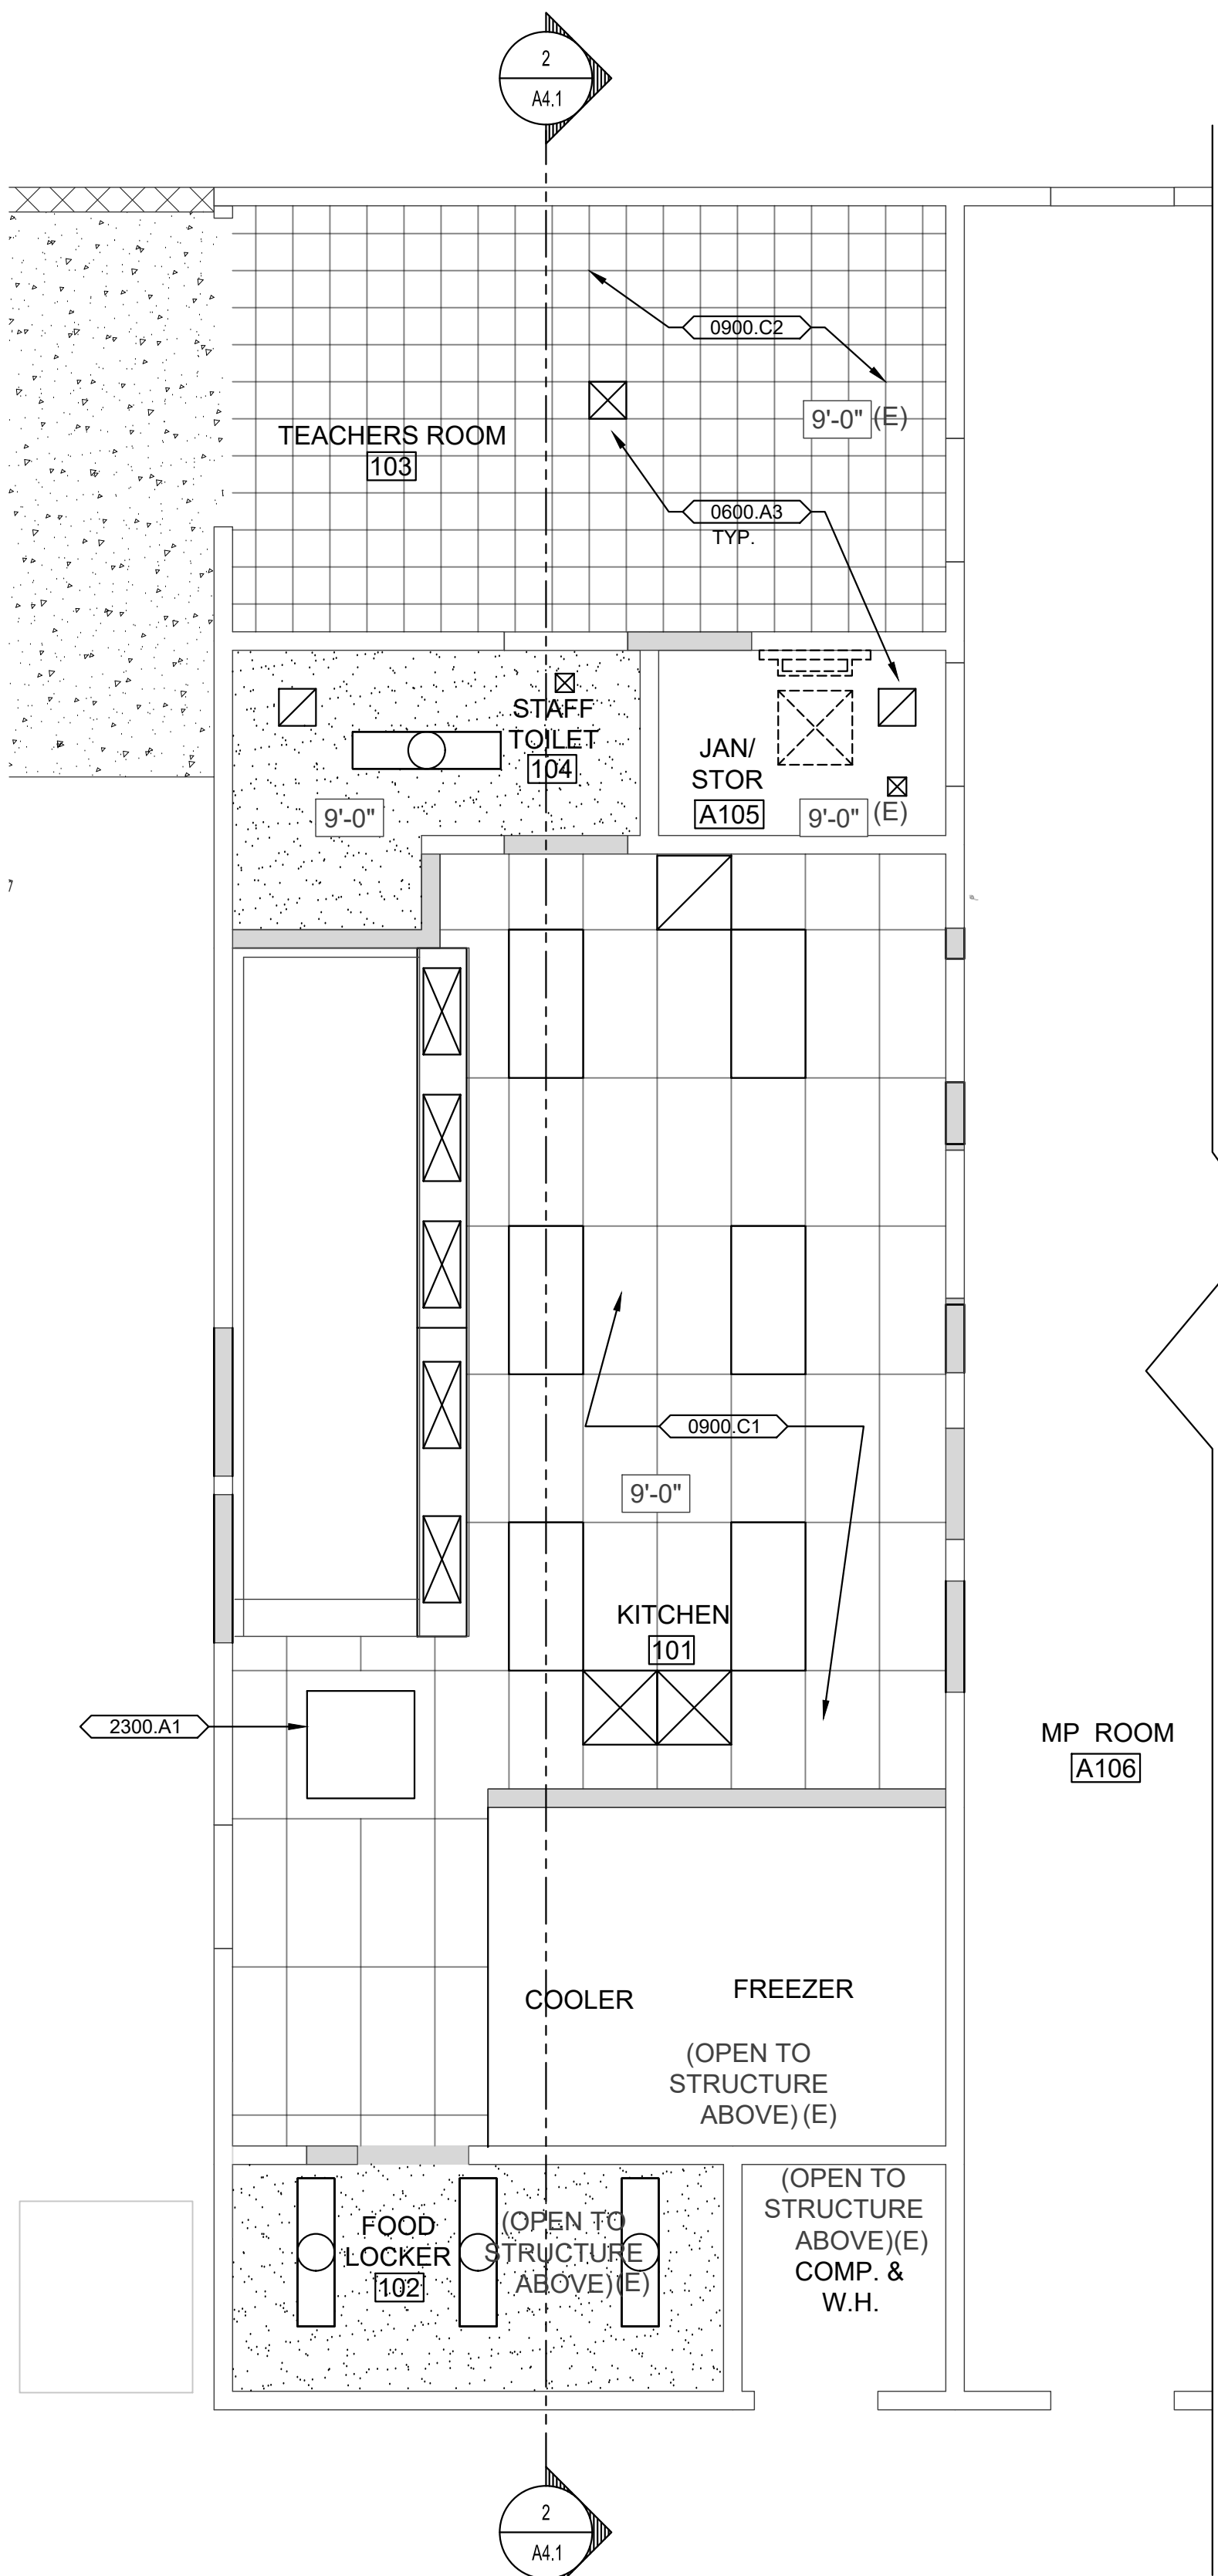 2
A4.1
0900.C2
9'-0" (E)
TEACHERS ROOM
103
0600.A3
TYP.
STAFF
TOILET
104
JAN/
STOR
A105
9'-0"
9'-0" (E)
0900.C1
9'-0"
KITCHEN
101
2300.A1
MP ROOM
A106
COOLER
FREEZER
(OPEN TO
STRUCTURE
ABOVE) (E)
FOOD
LOCKER
102
(OPEN TO
STRUCTURE
ABOVE)(E)
(OPEN TO
STRUCTURE
ABOVE)(E)
COMP. &
W.H.
2
A4.1